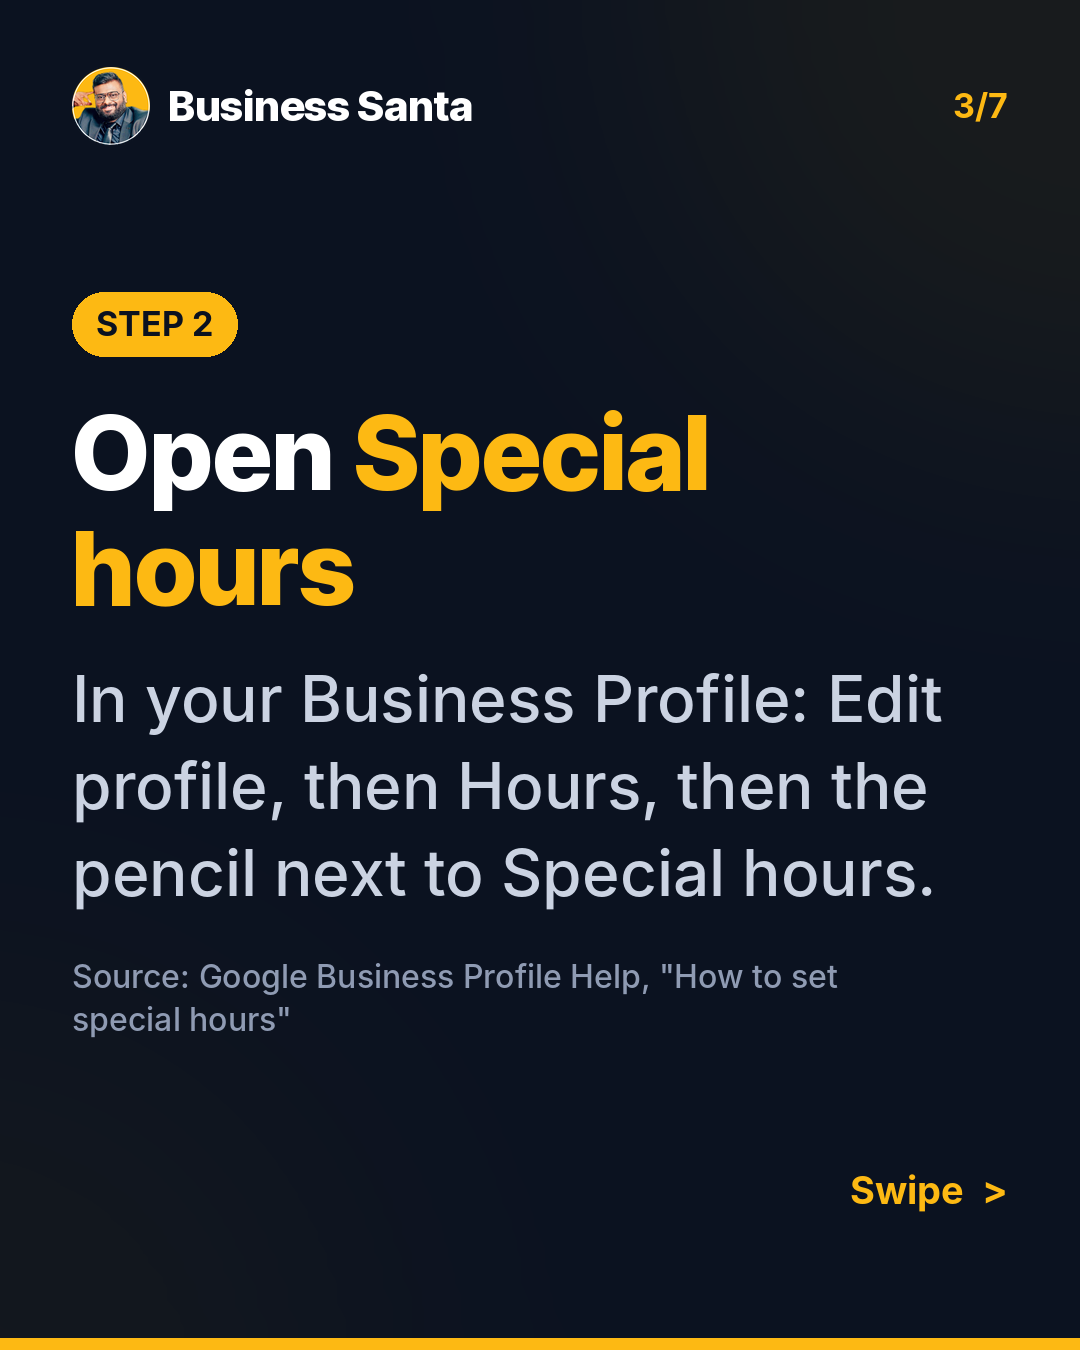 Business Santa
3/7
STEP 2
Open Special
hours
In your Business Profile: Edit
profile, then Hours, then the
pencil next to Special hours.
Source: Google Business Profile Help, "How to set
special hours"
Swipe >